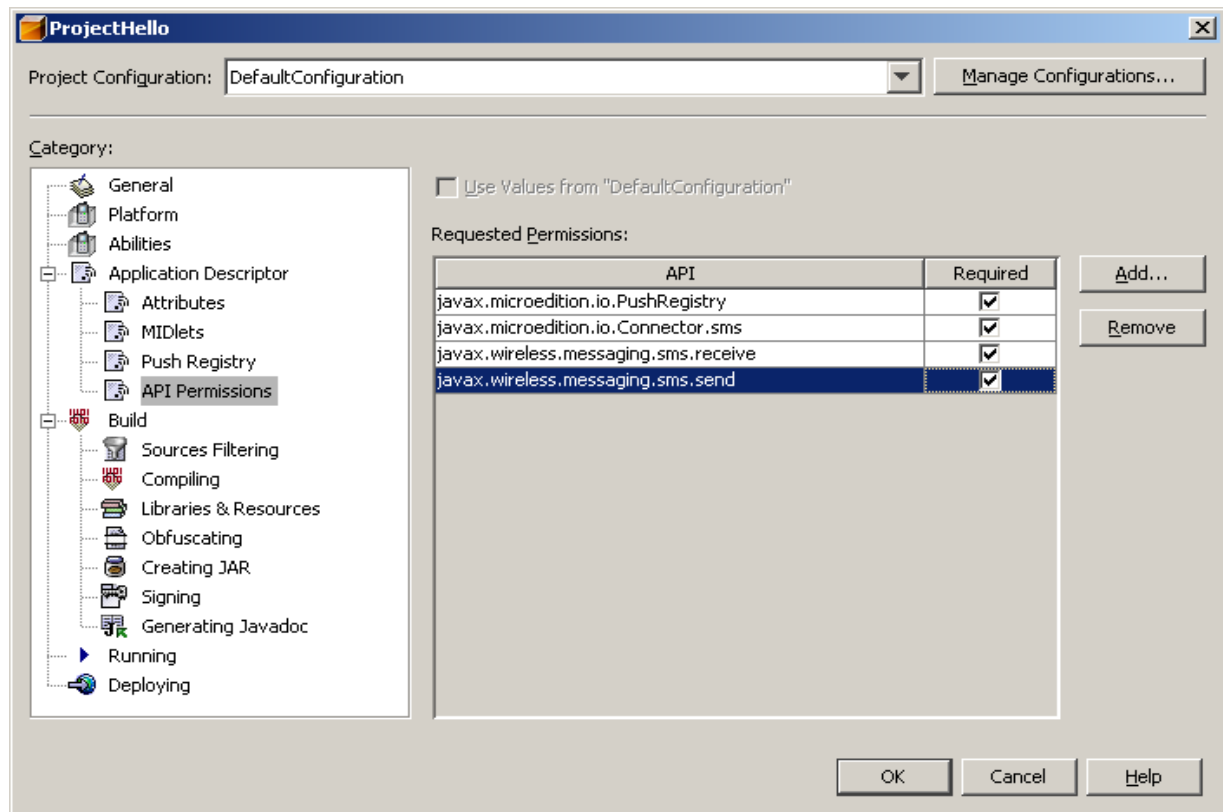 ProjectHello
Project Configuration: DefaultConfiguration Manage Configurations...
Category:
General
Platform
Abilities
Application Descriptor
Attributes
MIDlets
Push Registry
API Permissions
Build
Sources Filtering
Compiling
Libraries & Resources
Obfuscating
Creating JAR
Signing
Generating Javadoc
Running
Deploying
Use Values from "DefaultConfiguration"
Requested Permissions:
API Required
javax.microedition.io.PushRegistry
javax.microedition.io.Connector.sms
javax.wireless.messaging.sms.receive
javax.wireless.messaging.sms.send
Add...
Remove
OK Cancel Help